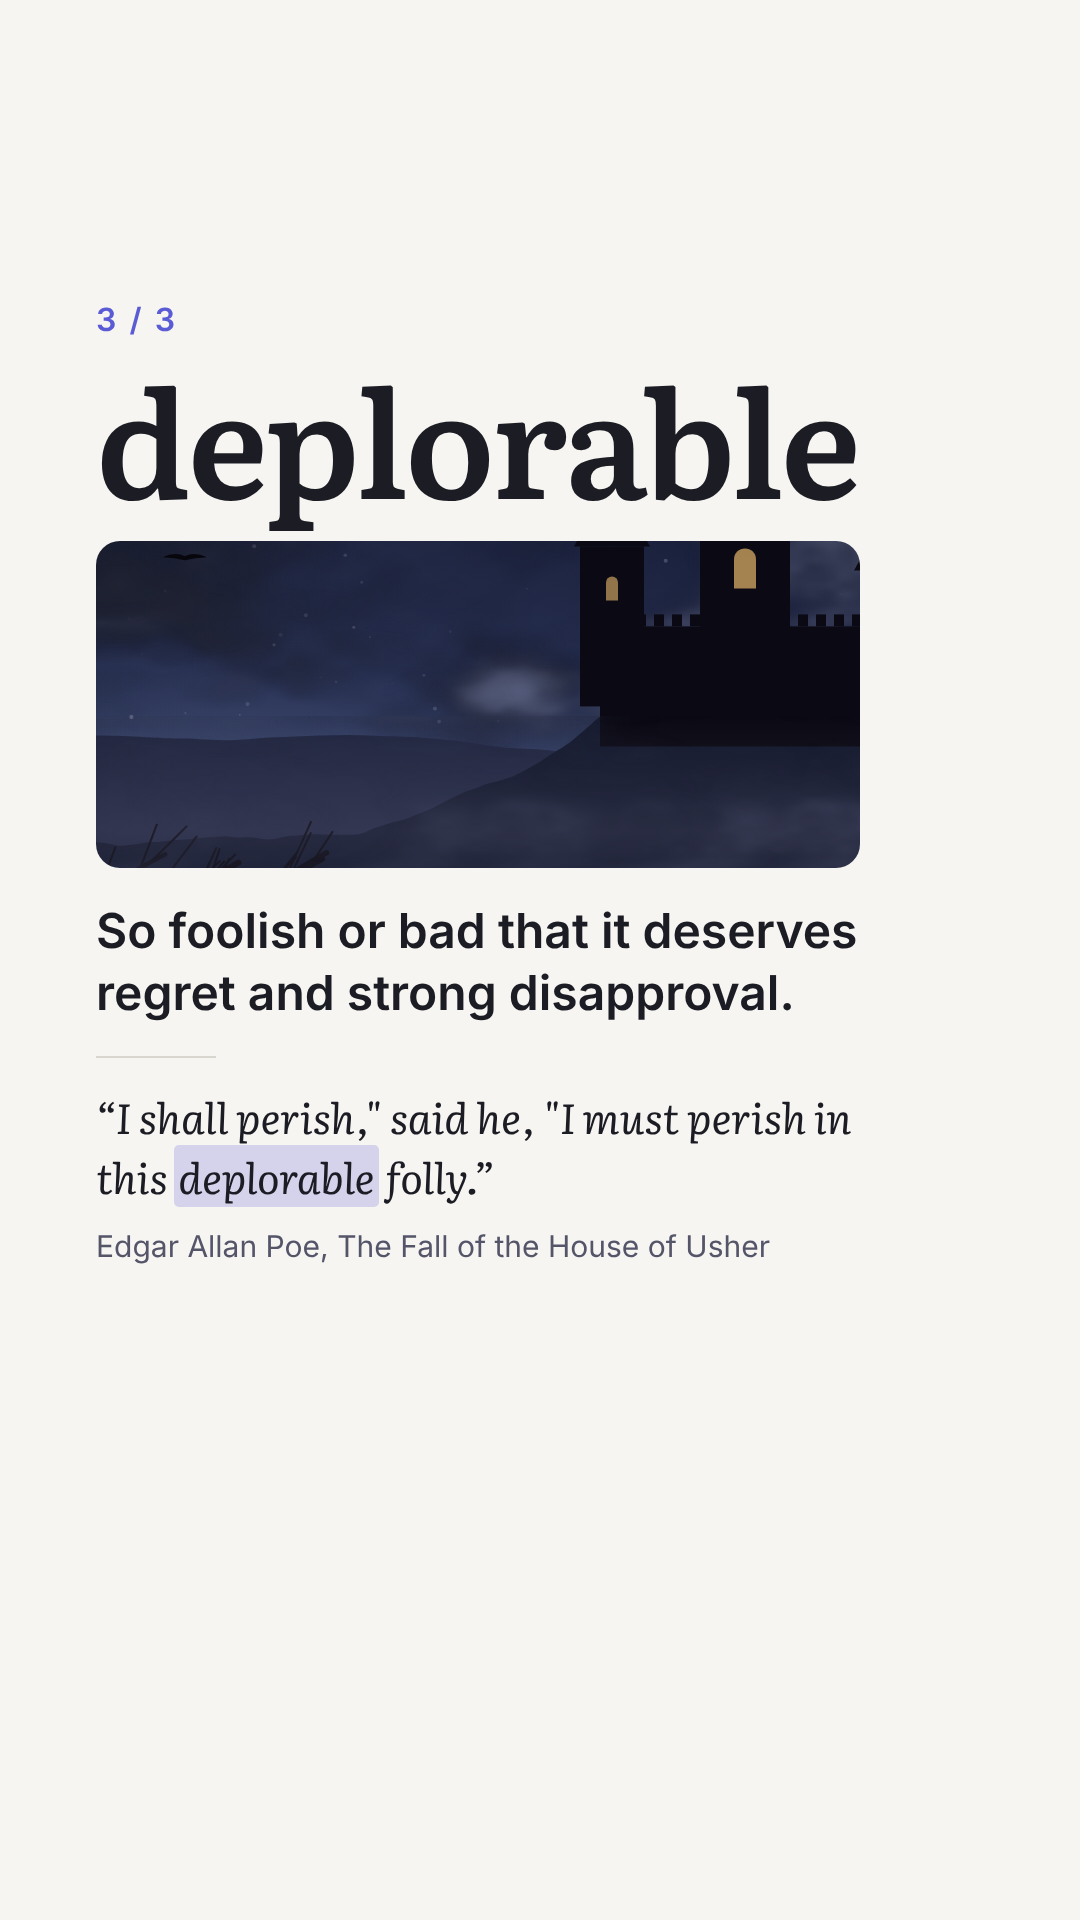 3 / 3
deplorable
So foolish or bad that it deserves
regret and strong disapproval.
“I shall perish," said he, "I must perish in
this deplorable folly.”
Edgar Allan Poe, The Fall of the House of Usher